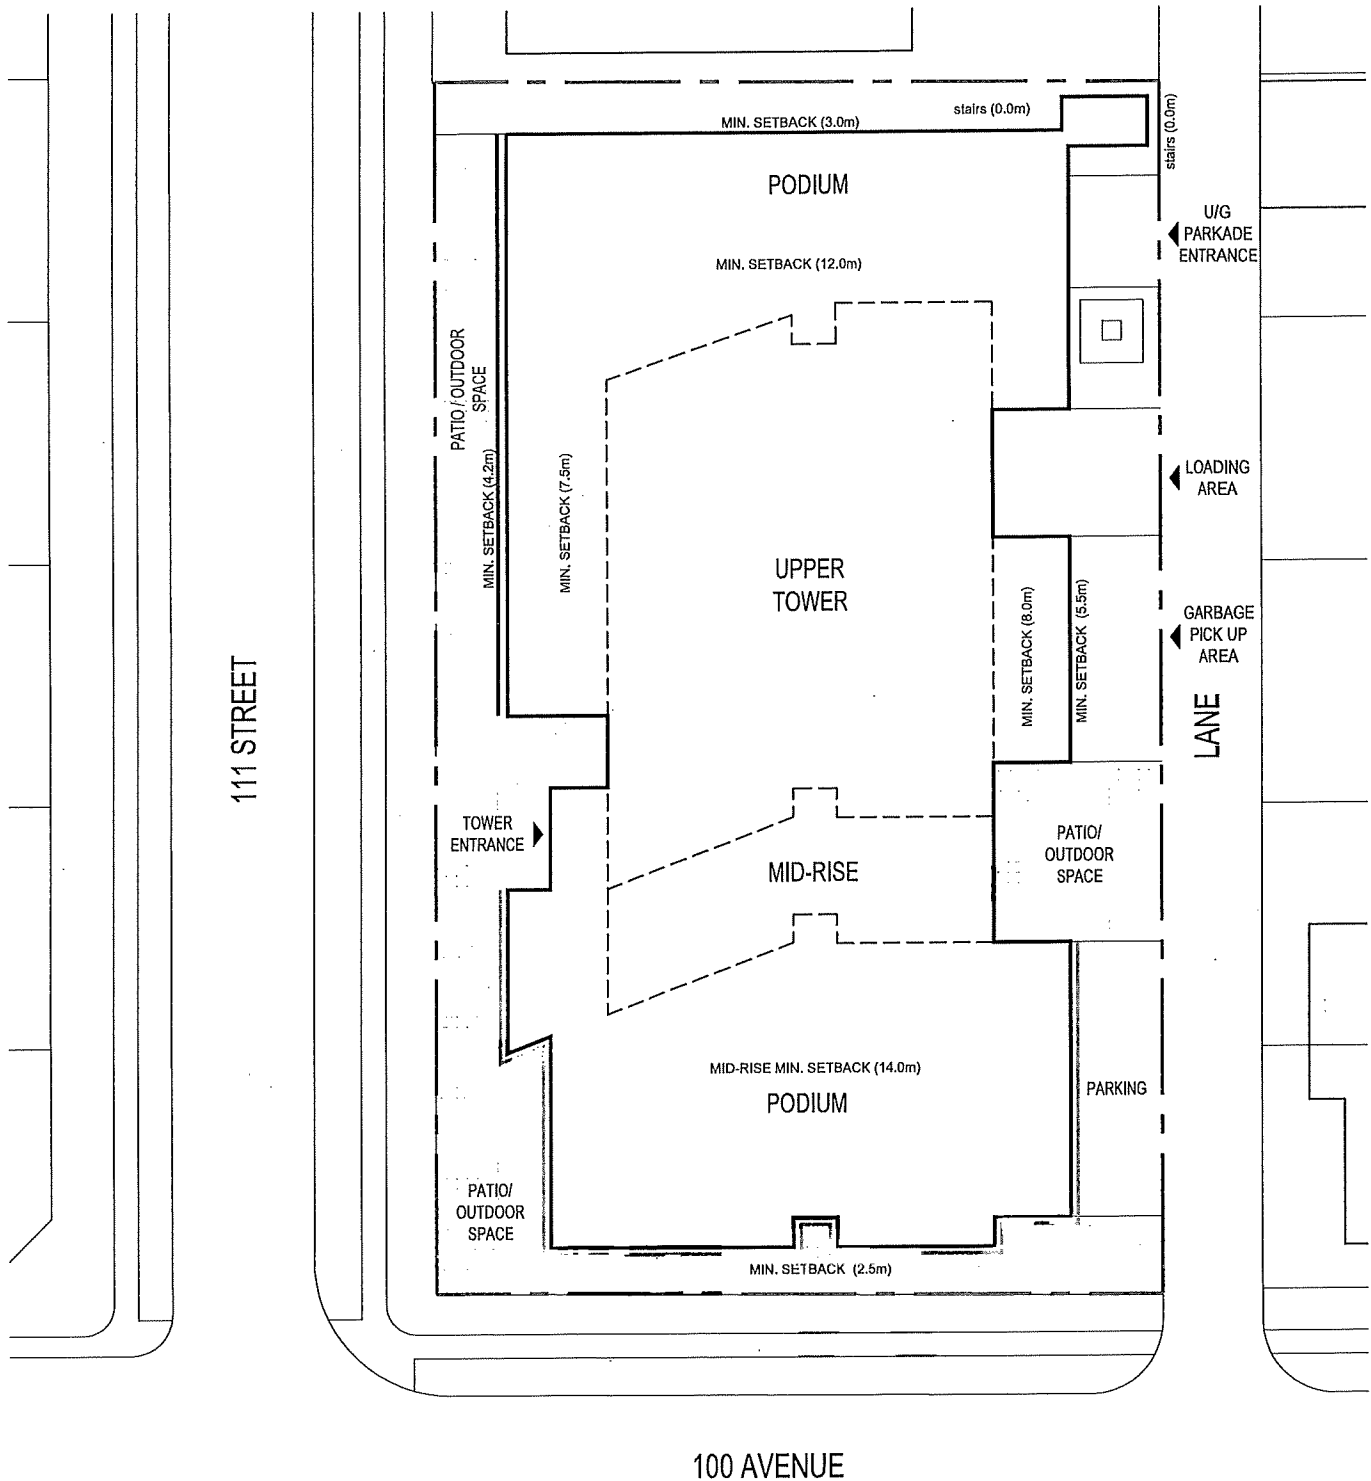 stairs (0.0m)
MIN. SETBACK (3.0m)
stairs (0.0m)
PODIUM
U/G
PARKADE
ENTRANCE
MIN. SETBACK (12.0m)
PATIO / OUTDOOR
SPACE
MIN. SETBACK (4.2m)
MIN. SETBACK (7.5m)
LOADING
AREA
UPPER
TOWER
MIN. SETBACK (8.0m)
MIN. SETBACK (5.5m)
GARBAGE
PICK UP
AREA
111 STREET
LANE
TOWER
ENTRANCE
PATIO/
OUTDOOR
SPACE
MID-RISE
MID-RISE MIN. SETBACK (14.0m)
PODIUM
PARKING
PATIO/
OUTDOOR
SPACE
MIN. SETBACK (2.5m)
100 AVENUE